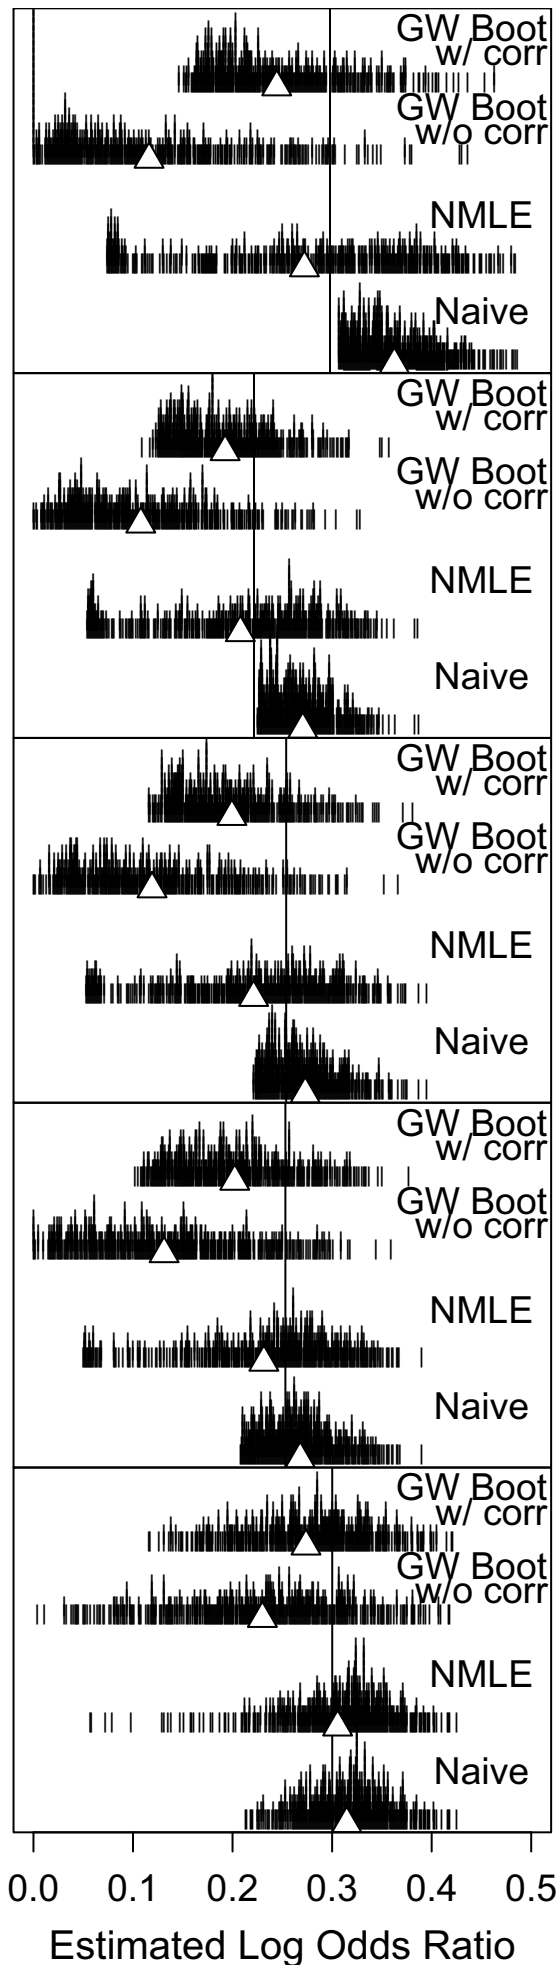 GW Boot
w/ corr
GW Boot
w/o corr
NMLE
Naive
GW Boot
w/ corr
GW Boot
w/o corr
NMLE
Naive
GW Boot
w/ corr
GW Boot
w/o corr
NMLE
Naive
GW Boot
w/ corr
GW Boot
w/o corr
NMLE
Naive
GW Boot
w/ corr
GW Boot
w/o corr
NMLE
Naive
0.0 0.1 0.2 0.3 0.4 0.5
Estimated Log Odds Ratio